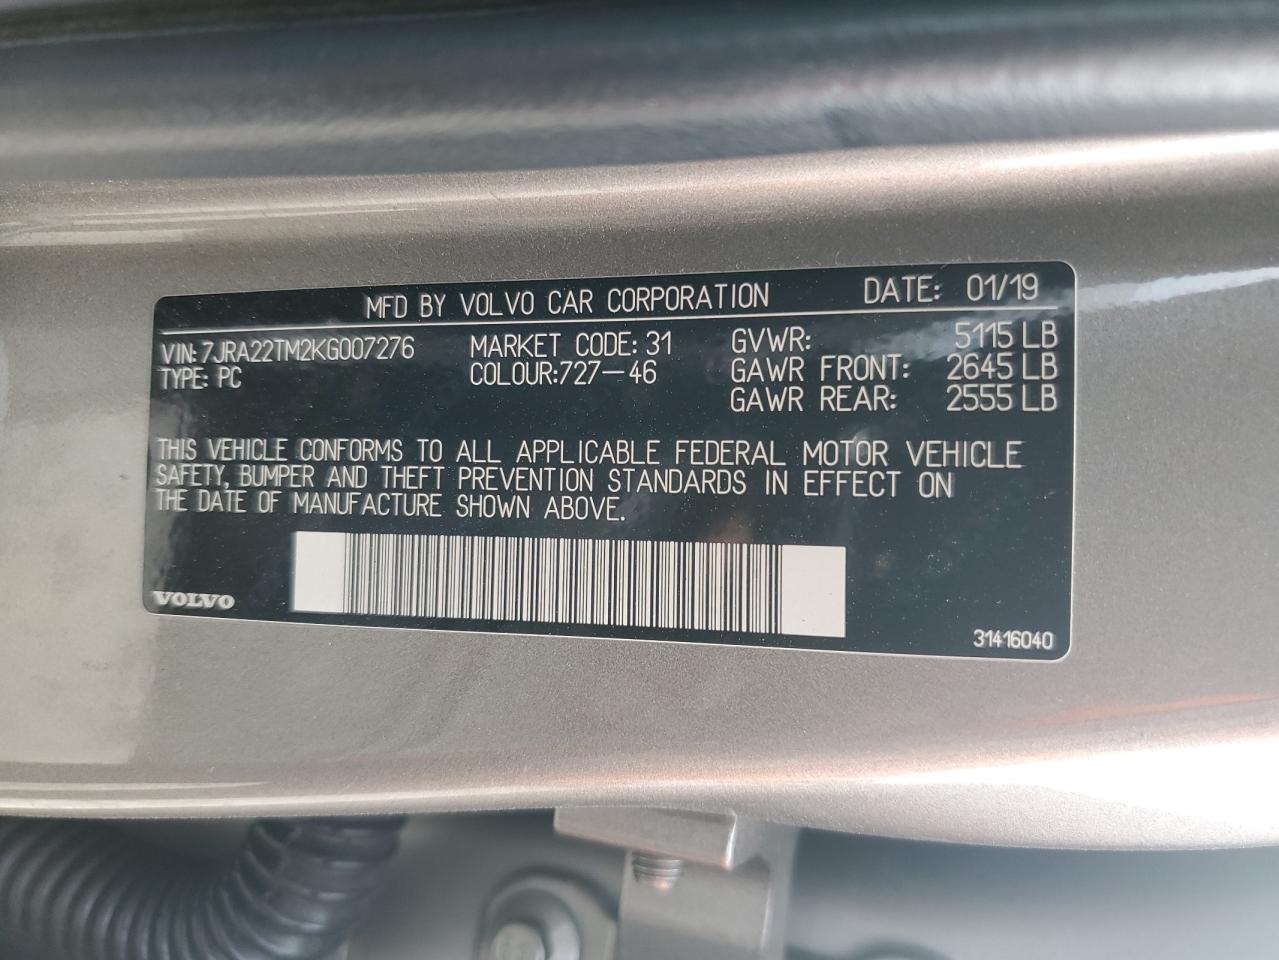 MFD BY VOLVO CAR CORPORATION DATE: 01/19
VIN:7JRA22TM2KG007276 MARKET CODE: 31 GVWR: 5115 LB
TYPE: PC COLOUR:727-46 GAWR FRONT: 2645 LB
GAWR REAR: 2555 LB
THIS VEHICLE CONFORMS TO ALL APPLICABLE FEDERAL MOTOR VEHICLE
SAFETY, BUMPER AND THEFT PREVENTION STANDARDS IN EFFECT ON
THE DATE OF MANUFACTURE SHOWN ABOVE.
VOLVO
31416040